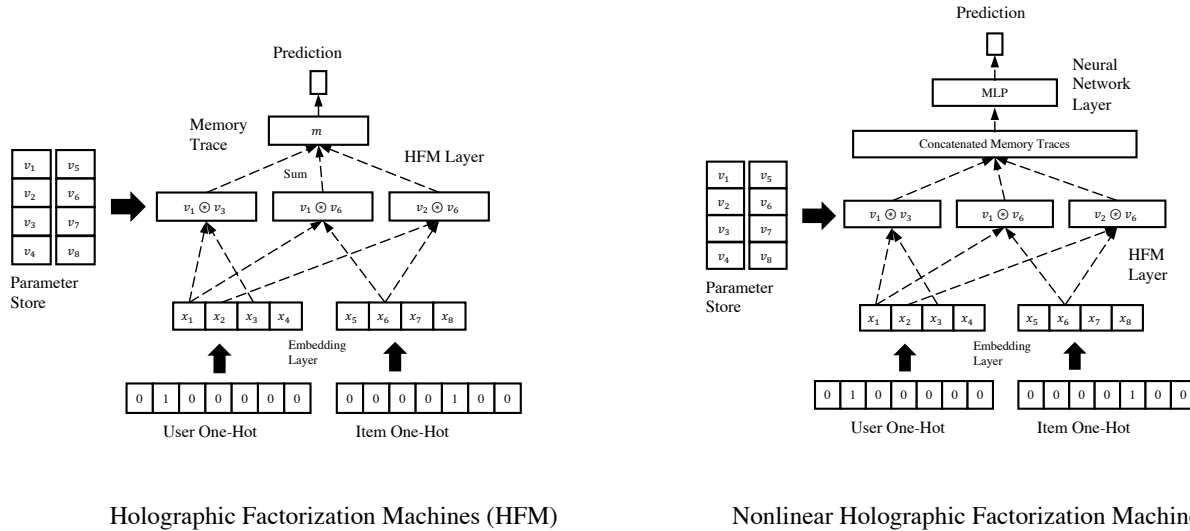 Prediction
Memory
Trace
m
HFM Layer
Sum
v₁ v₅
v₂ v₆
v₃ v₇
v₄ v₈
Parameter
Store
v₁ ⊛ v₃ v₁ ⊛ v₆ v₂ ⊛ v₆
x₁ x₂ x₃ x₄ x₅ x₆ x₇ x₈
Embedding
Layer
0 1 0 0 0 0 0 0 0 0 0 1 0 0
User One-Hot Item One-Hot
Holographic Factorization Machines (HFM)
Prediction
Neural
Network
Layer
MLP
Concatenated Memory Traces
v₁ v₅
v₂ v₆
v₃ v₇
v₄ v₈
Parameter
Store
v₁ ⊛ v₃ v₁ ⊛ v₆ v₂ ⊛ v₆
HFM
Layer
x₁ x₂ x₃ x₄ x₅ x₆ x₇ x₈
Embedding
Layer
0 1 0 0 0 0 0 0 0 0 0 1 0 0
User One-Hot Item One-Hot
Nonlinear Holographic Factorization Machine